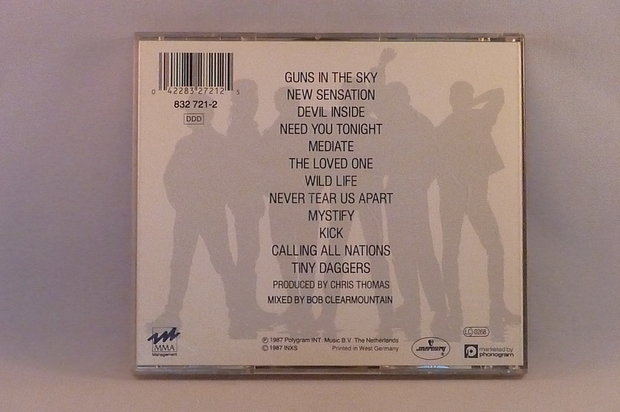 0 42283 27212 5
832 721-2
DDD
GUNS IN THE SKY
NEW SENSATION
DEVIL INSIDE
NEED YOU TONIGHT
MEDIATE
THE LOVED ONE
WILD LIFE
NEVER TEAR US APART
MYSTIFY
KICK
CALLING ALL NATIONS
TINY DAGGERS
PRODUCED BY CHRIS THOMAS
MIXED BY BOB CLEARMOUNTAIN
MMA
Management
℗ 1987 Polygram INT. Music B.V. The Netherlands
© 1987 INXS
Printed in West Germany
mercury
LC 0268
marketed by
phonogram